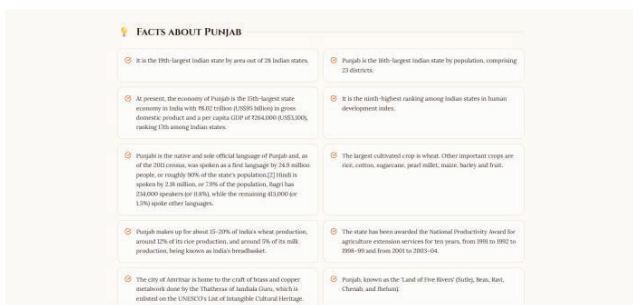 Facts about Punjab
It is the 19th-largest Indian state by area out of 28 Indian states.
Punjab is the 16th-largest Indian state by population, comprising
23 districts.
At present, the economy of Punjab is the 15th-largest state
economy in India with ₹8.02 trillion (US$95 billion) in gross
domestic product and a per capita GDP of ₹264,000 (US$3,100),
ranking 17th among Indian states.
It is the ninth-highest ranking among Indian states in human
development index.
Punjabi is the native and sole official language of Punjab and, as
of the 2011 census, was spoken as a first language by 24.9 million
people, or roughly 90% of the state's population.[2] Hindi is
spoken by 2.18 million, or 7.9% of the population, Bagri has
234,000 speakers (or 0.8%), while the remaining 413,000 (or
1.5%) spoke other languages.
The largest cultivated crop is wheat. Other important crops are
rice, cotton, sugarcane, pearl millet, maize, barley and fruit.
Punjab makes up for about 15–20% of India's wheat production,
around 12% of its rice production, and around 5% of its milk
production, being known as India's breadbasket.
The state has been awarded the National Productivity Award for
agriculture extension services for ten years, from 1991 to 1992 to
1998–99 and from 2001 to 2003–04.
The city of Amritsar is home to the craft of brass and copper
metalwork done by the Thatheras of Jandiala Guru, which is
enlisted on the UNESCO's List of Intangible Cultural Heritage.
Punjab, known as the 'Land of Five Rivers' (Sutlej, Beas, Ravi,
Chenab, and Jhelum).